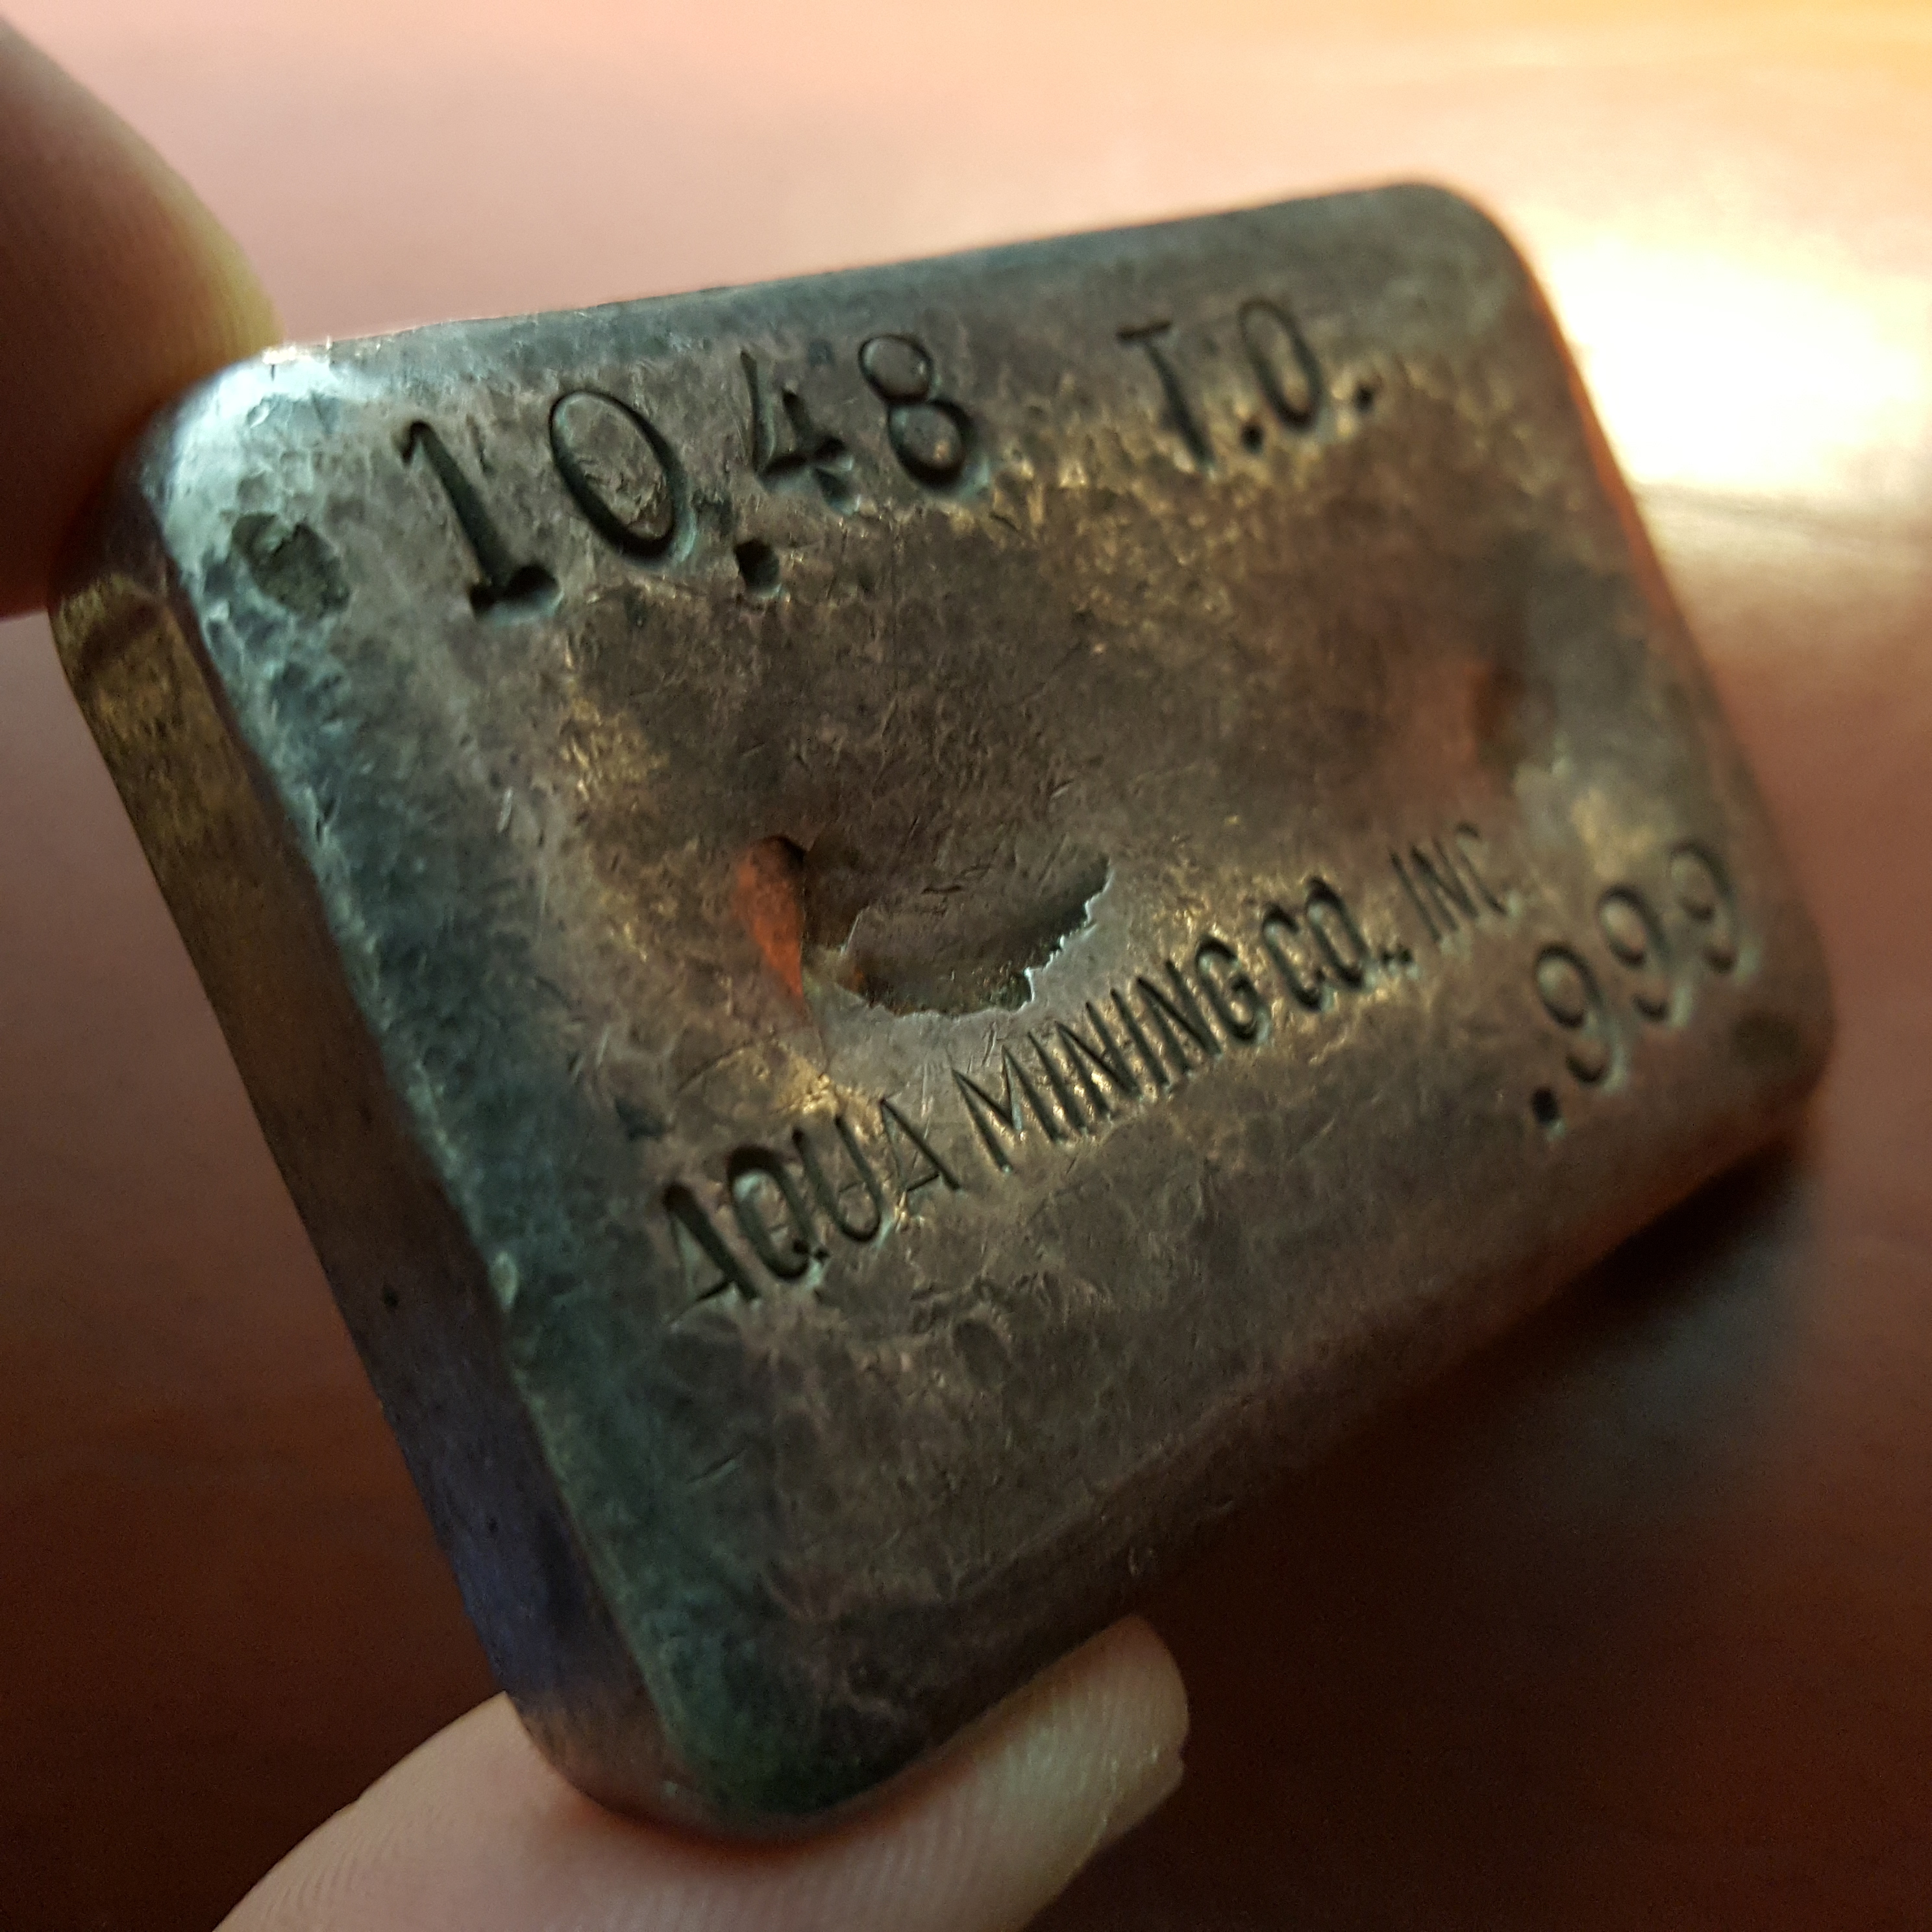 10.48 T.O.
AQUA MINING CO., INC
.999